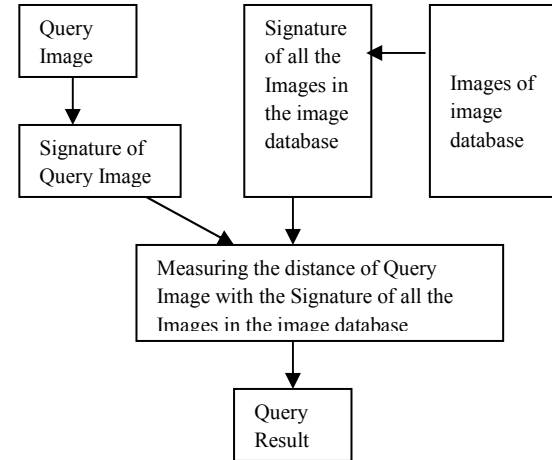 Query
Image
Signature
of all the
Images in
the image
database
Images of
image
database
Signature of
Query Image
Measuring the distance of Query
Image with the Signature of all the
Images in the image database
Query
Result